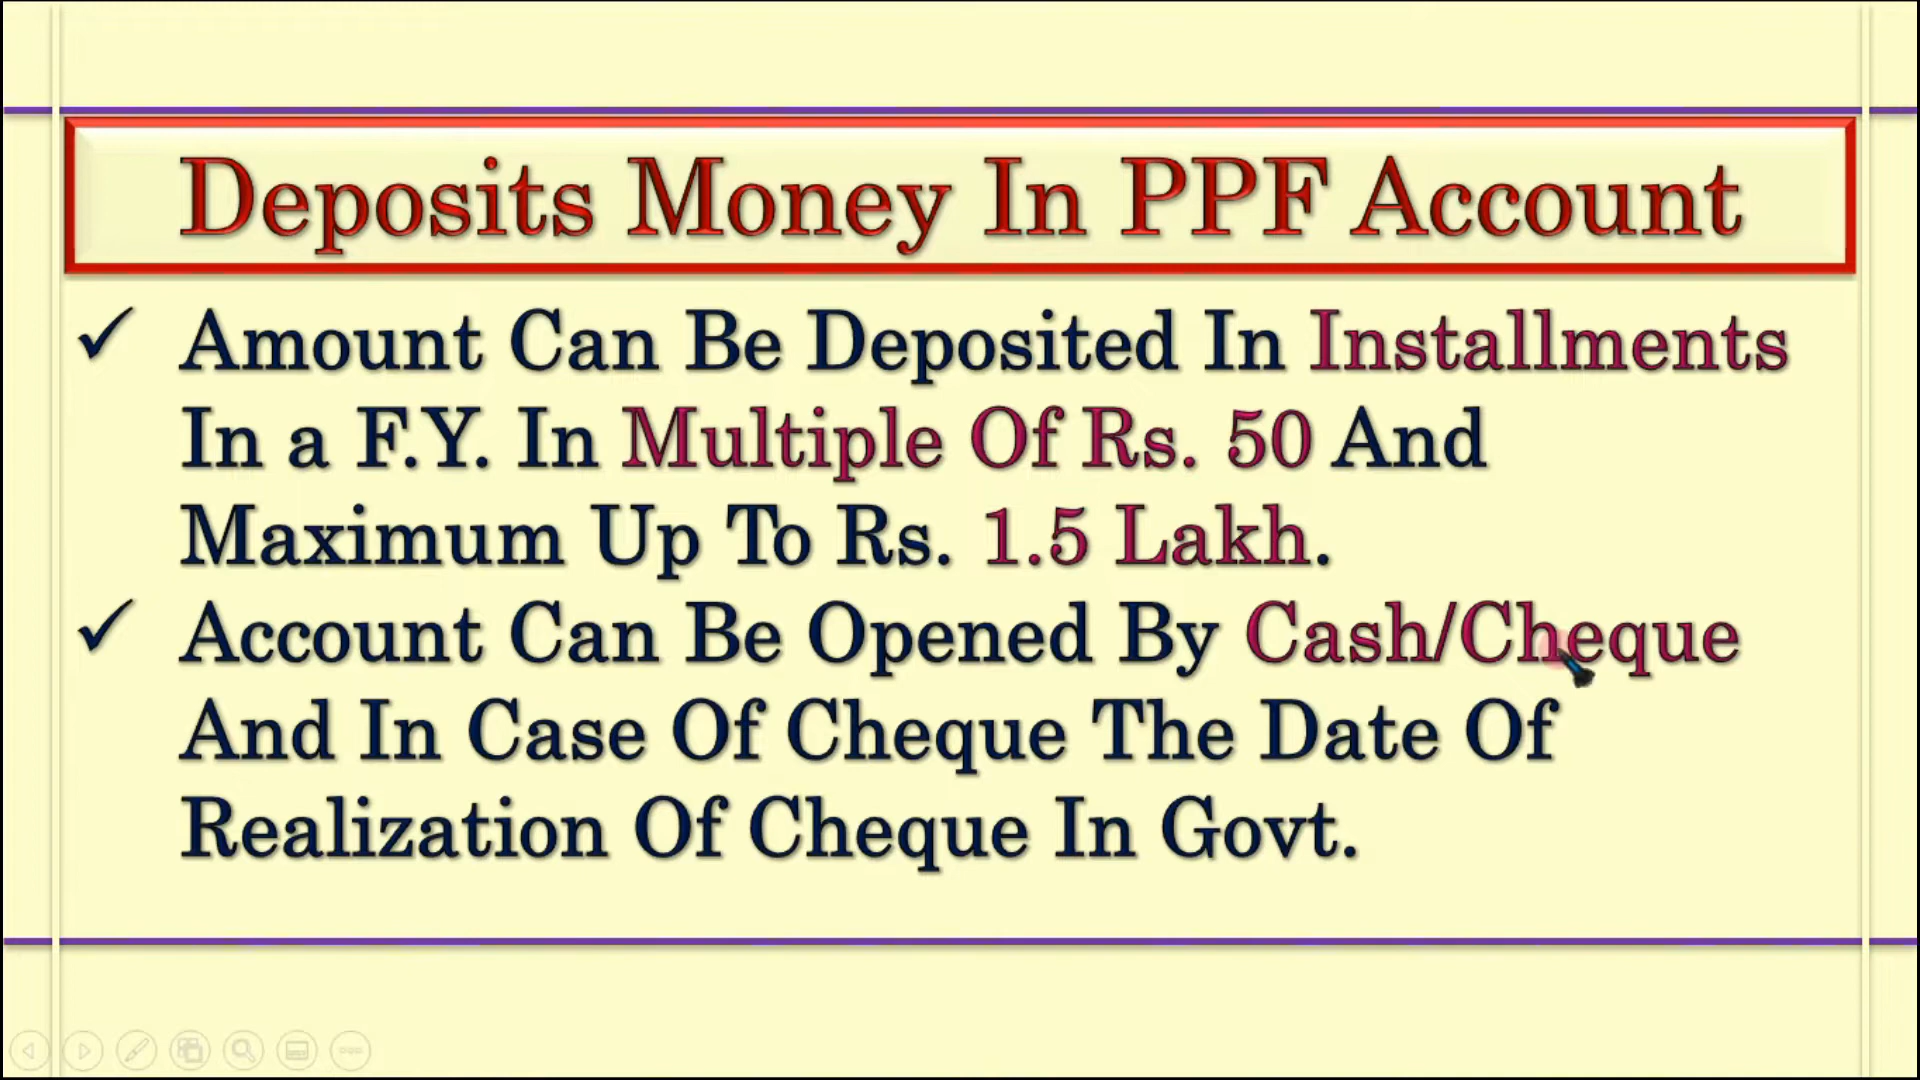 Deposits Money In PPF Account
✓ Amount Can Be Deposited In Installments
In a F.Y. In Multiple Of Rs. 50 And
Maximum Up To Rs. 1.5 Lakh.
✓ Account Can Be Opened By Cash/Cheque
And In Case Of Cheque The Date Of
Realization Of Cheque In Govt.